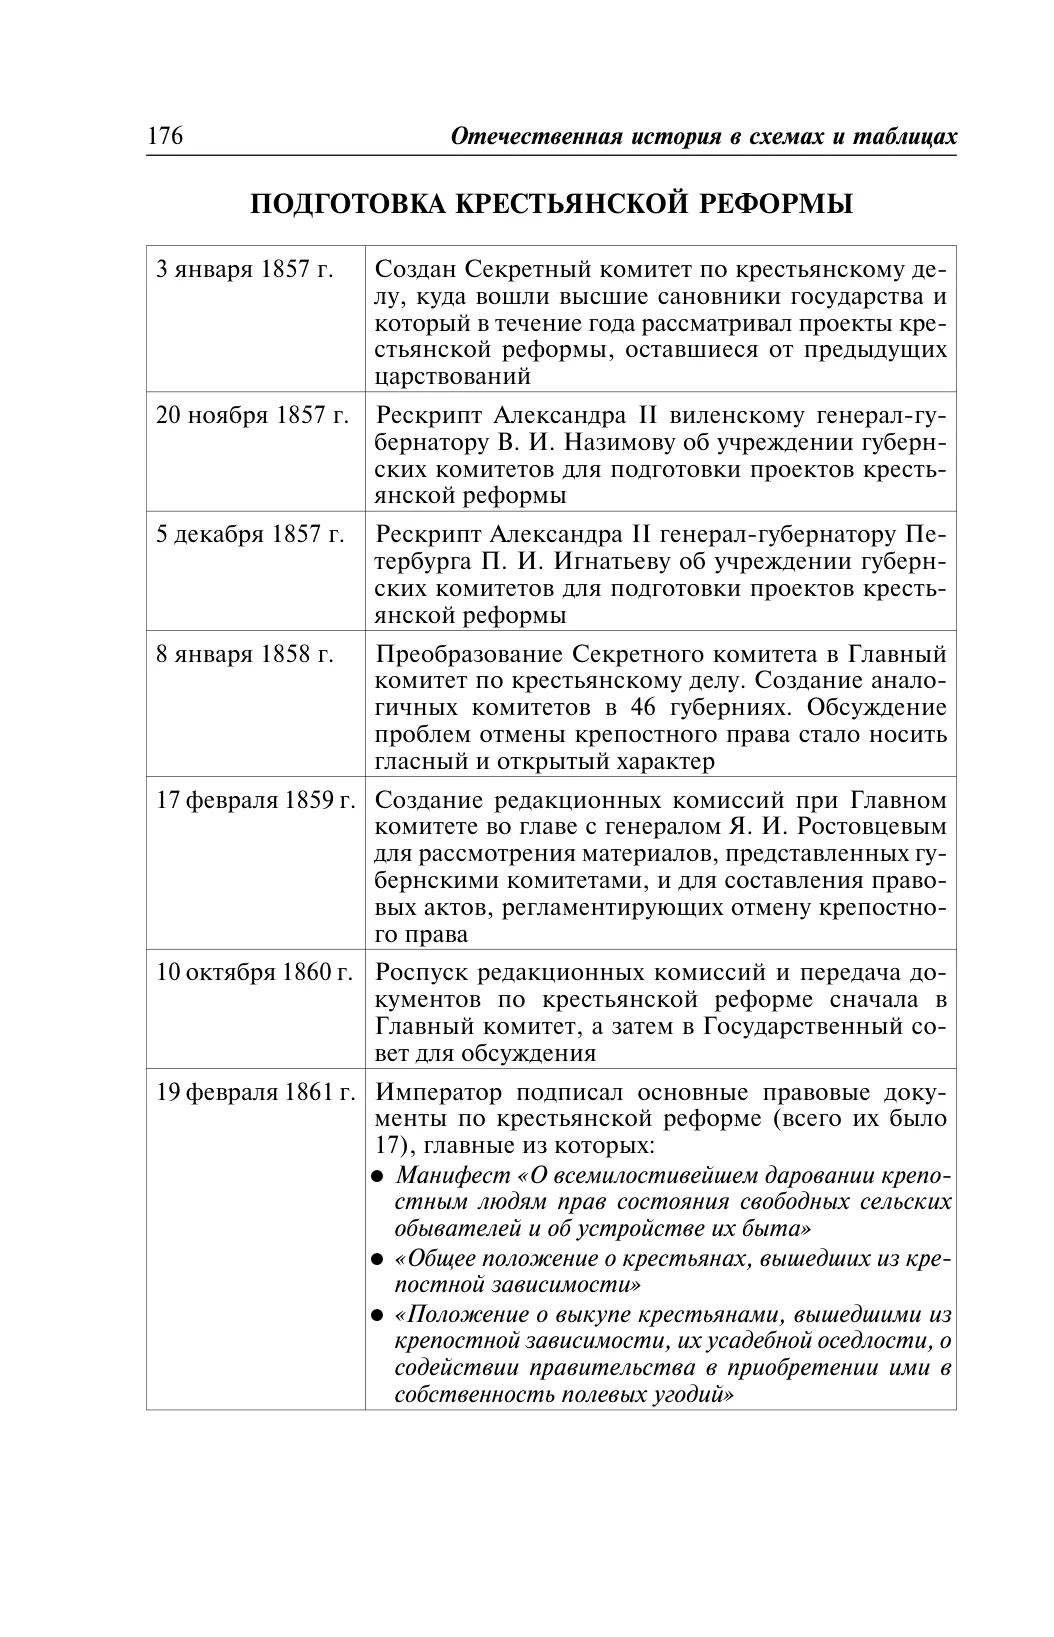 176
Отечественная история в схемах и таблицах
ПОДГОТОВКА КРЕСТЬЯНСКОЙ РЕФОРМЫ
3 января 1857 г.
Создан Секретный комитет по крестьянскому де-
лу, куда вошли высшие сановники государства и
который в течение года рассматривал проекты кре-
стьянской реформы, оставшиеся от предыдущих
царствований
20 ноября 1857 г.
Рескрипт Александра II виленскому генерал-гу-
бернатору В. И. Назимову об учреждении губерн-
ских комитетов для подготовки проектов кресть-
янской реформы
5 декабря 1857 г.
Рескрипт Александра II генерал-губернатору Пе-
тербурга П. И. Игнатьеву об учреждении губерн-
ских комитетов для подготовки проектов кресть-
янской реформы
8 января 1858 г.
Преобразование Секретного комитета в Главный
комитет по крестьянскому делу. Создание анало-
гичных комитетов в 46 губерниях. Обсуждение
проблем отмены крепостного права стало носить
гласный и открытый характер
17 февраля 1859 г.
Создание редакционных комиссий при Главном
комитете во главе с генералом Я. И. Ростовцевым
для рассмотрения материалов, представленных гу-
бернскими комитетами, и для составления право-
вых актов, регламентирующих отмену крепостно-
го права
10 октября 1860 г.
Роспуск редакционных комиссий и передача до-
кументов по крестьянской реформе сначала в
Главный комитет, а затем в Государственный со-
вет для обсуждения
19 февраля 1861 г.
Император подписал основные правовые доку-
менты по крестьянской реформе (всего их было
17), главные из которых:
● Манифест «О всемилостивейшем даровании крепо-
стным людям прав состояния свободных сельских
обывателей и об устройстве их быта»
● «Общее положение о крестьянах, вышедших из кре-
постной зависимости»
● «Положение о выкупе крестьянами, вышедшими из
крепостной зависимости, их усадебной оседлости, о
содействии правительства в приобретении ими в
собственность полевых угодий»